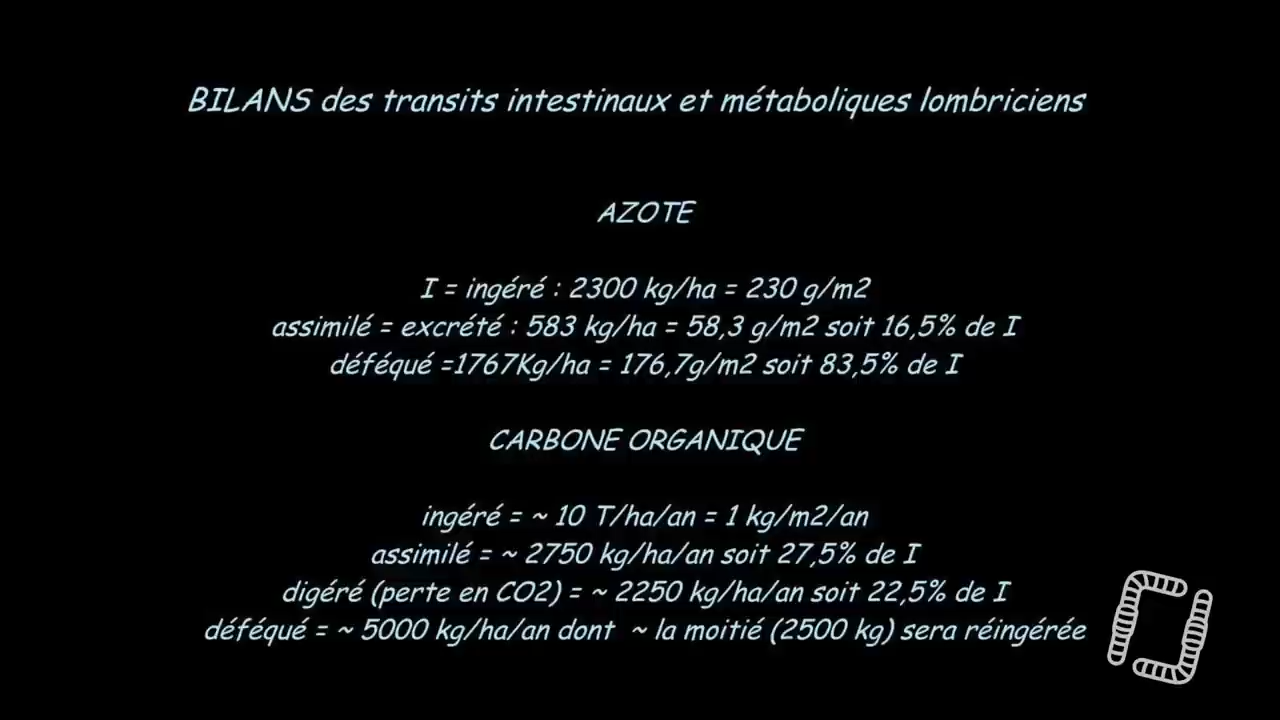 BILANS des transits intestinaux et métaboliques lombriciens
AZOTE
I = ingéré : 2300 kg/ha = 230 g/m2
assimilé = excrété : 583 kg/ha = 58,3 g/m2 soit 16,5% de I
déféqué =1767Kg/ha = 176,7g/m2 soit 83,5% de I
CARBONE ORGANIQUE
ingéré = ~ 10 T/ha/an = 1 kg/m2/an
assimilé = ~ 2750 kg/ha/an soit 27,5% de I
digéré (perte en CO2) = ~ 2250 kg/ha/an soit 22,5% de I
déféqué = ~ 5000 kg/ha/an dont ~ la moitié (2500 kg) sera réingérée